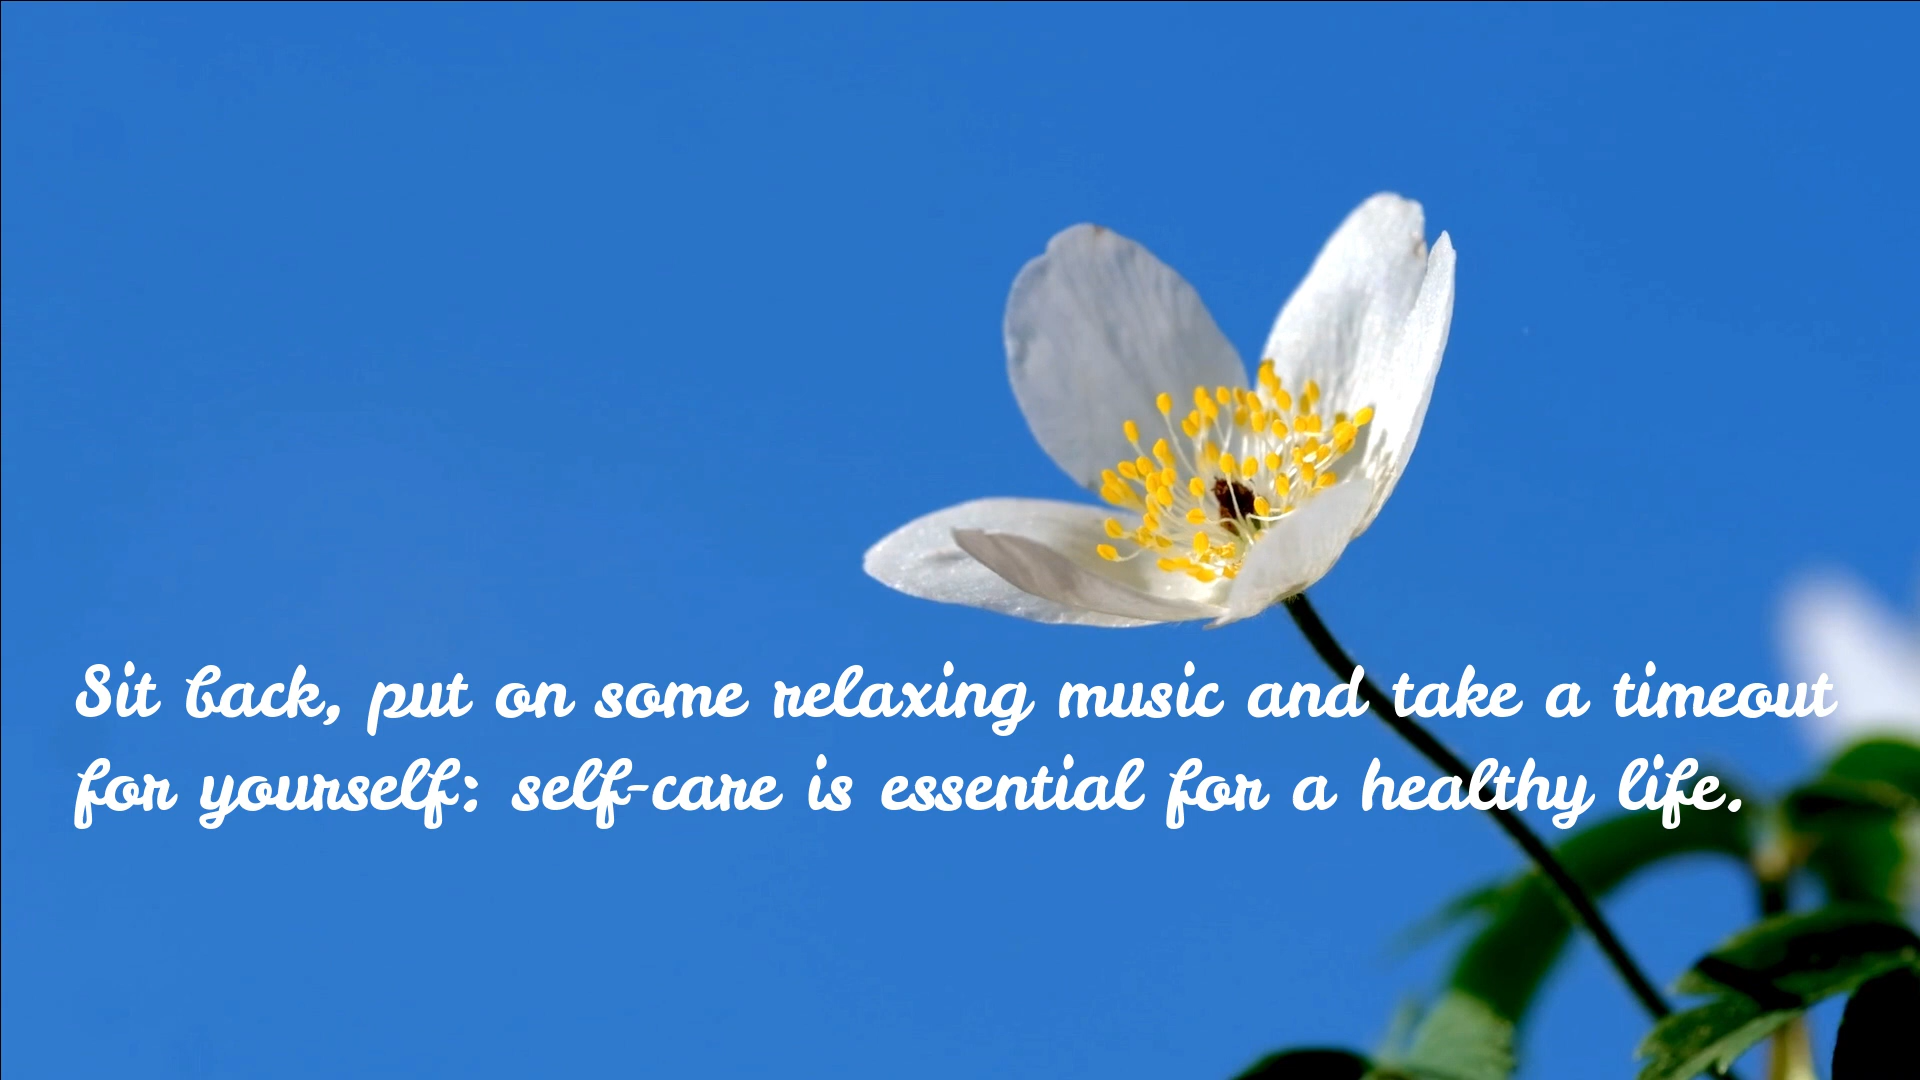 Sit back, put on some relaxing music and take a timeout
for yourself: self-care is essential for a healthy life.